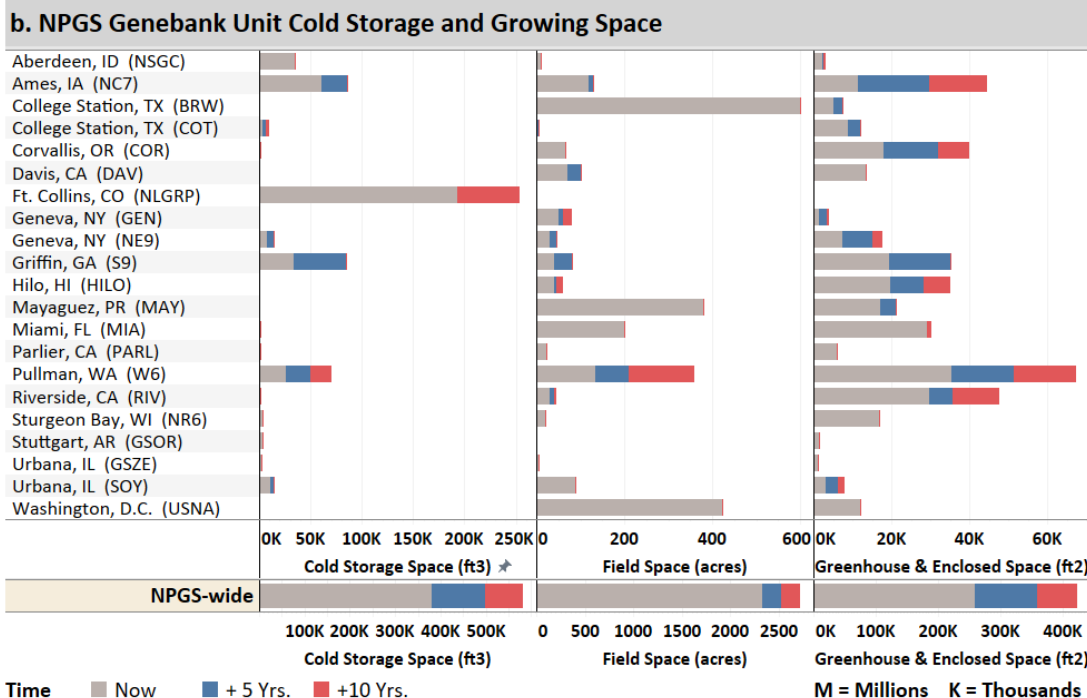 b. NPGS Genebank Unit Cold Storage and Growing Space
Aberdeen, ID (NSGC)
Ames, IA (NC7)
College Station, TX (BRW)
College Station, TX (COT)
Corvallis, OR (COR)
Davis, CA (DAV)
Ft. Collins, CO (NLGRP)
Geneva, NY (GEN)
Geneva, NY (NE9)
Griffin, GA (S9)
Hilo, HI (HILO)
Mayaguez, PR (MAY)
Miami, FL (MIA)
Parlier, CA (PARL)
Pullman, WA (W6)
Riverside, CA (RIV)
Sturgeon Bay, WI (NR6)
Stuttgart, AR (GSOR)
Urbana, IL (GSZE)
Urbana, IL (SOY)
Washington, D.C. (USNA)
0K 50K 100K 150K 200K 250K 0 200 400 600 0K 20K 40K 60K
Cold Storage Space (ft3) Field Space (acres) Greenhouse & Enclosed Space (ft2)
NPGS-wide
100K 200K 300K 400K 500K 0 500 1000 1500 2000 2500 0K 100K 200K 300K 400K
Cold Storage Space (ft3) Field Space (acres) Greenhouse & Enclosed Space (ft2)
Time Now + 5 Yrs. +10 Yrs. M = Millions K = Thousands